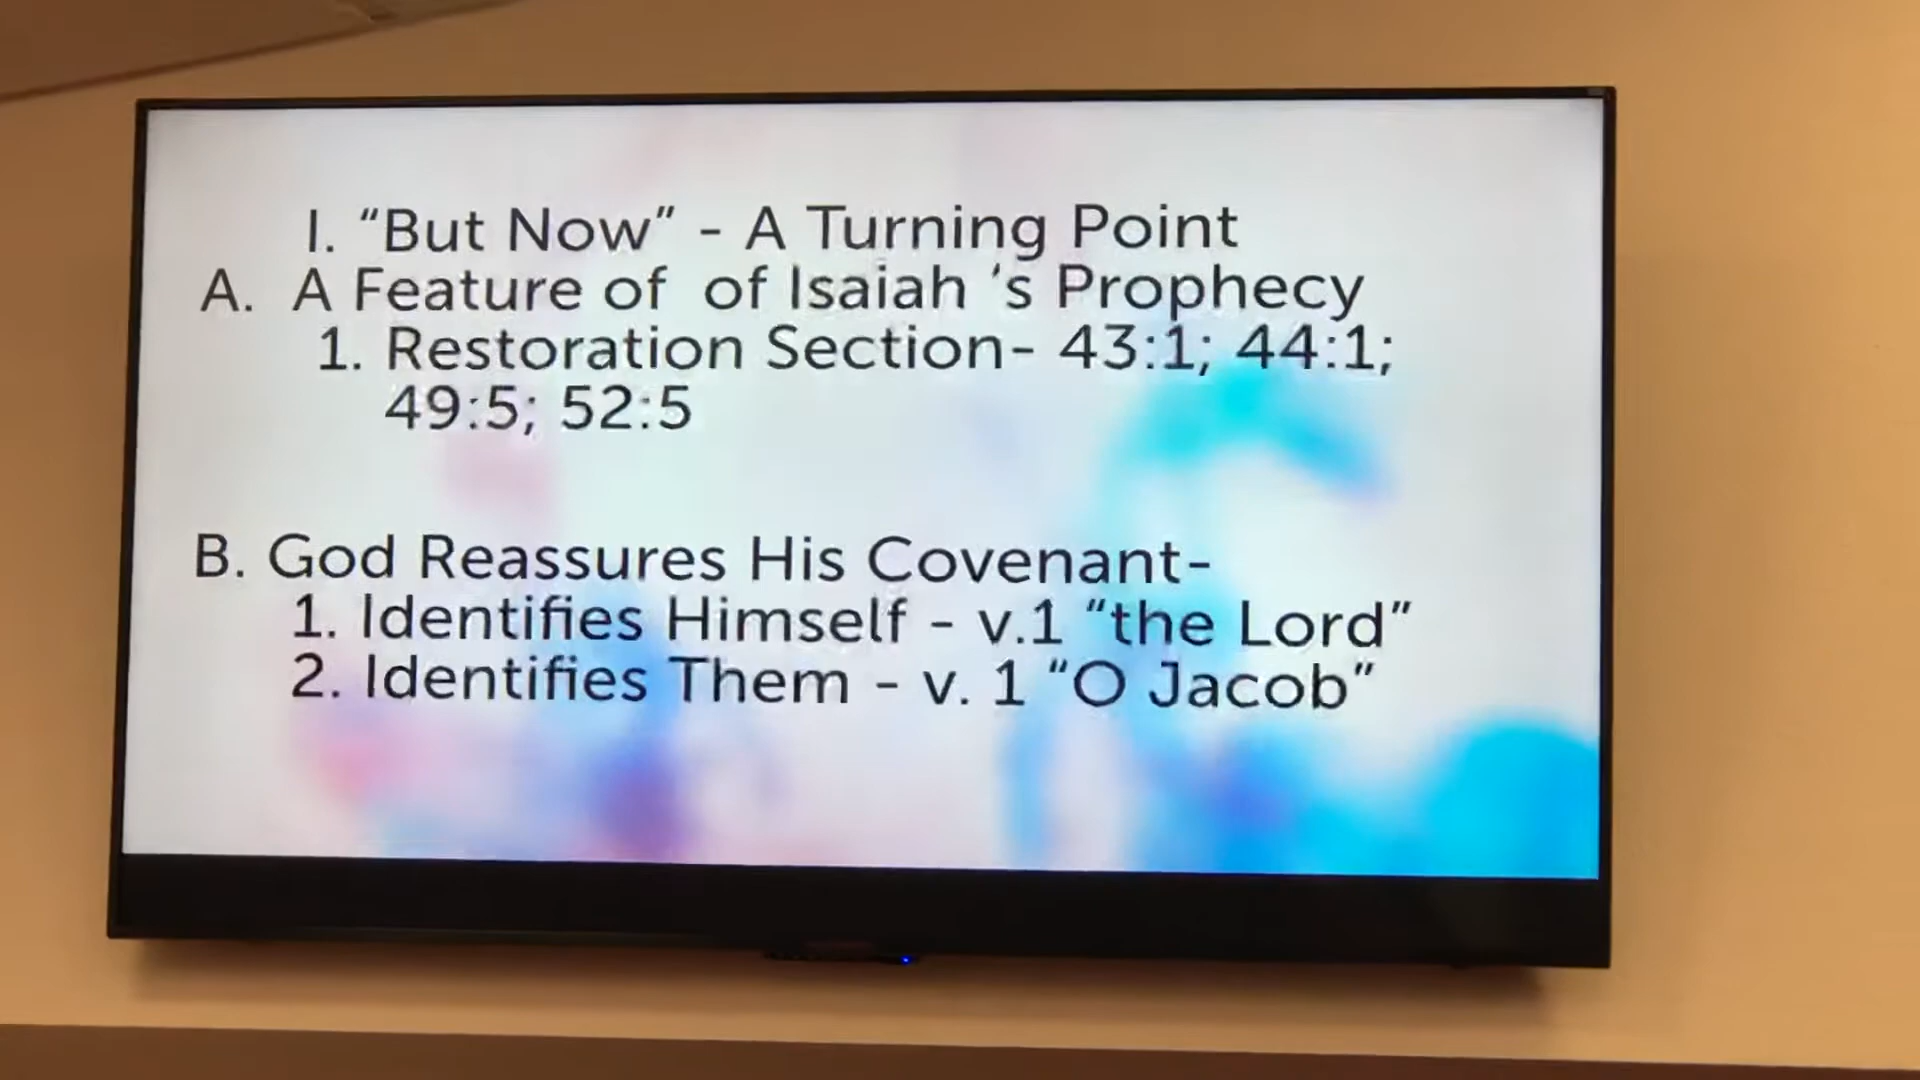 I. “But Now” - A Turning Point
A. A Feature of of Isaiah 's Prophecy
1. Restoration Section- 43:1; 44:1;
49:5; 52:5
B. God Reassures His Covenant-
1. Identifies Himself - v.1 “the Lord”
2. Identifies Them - v. 1 “O Jacob”